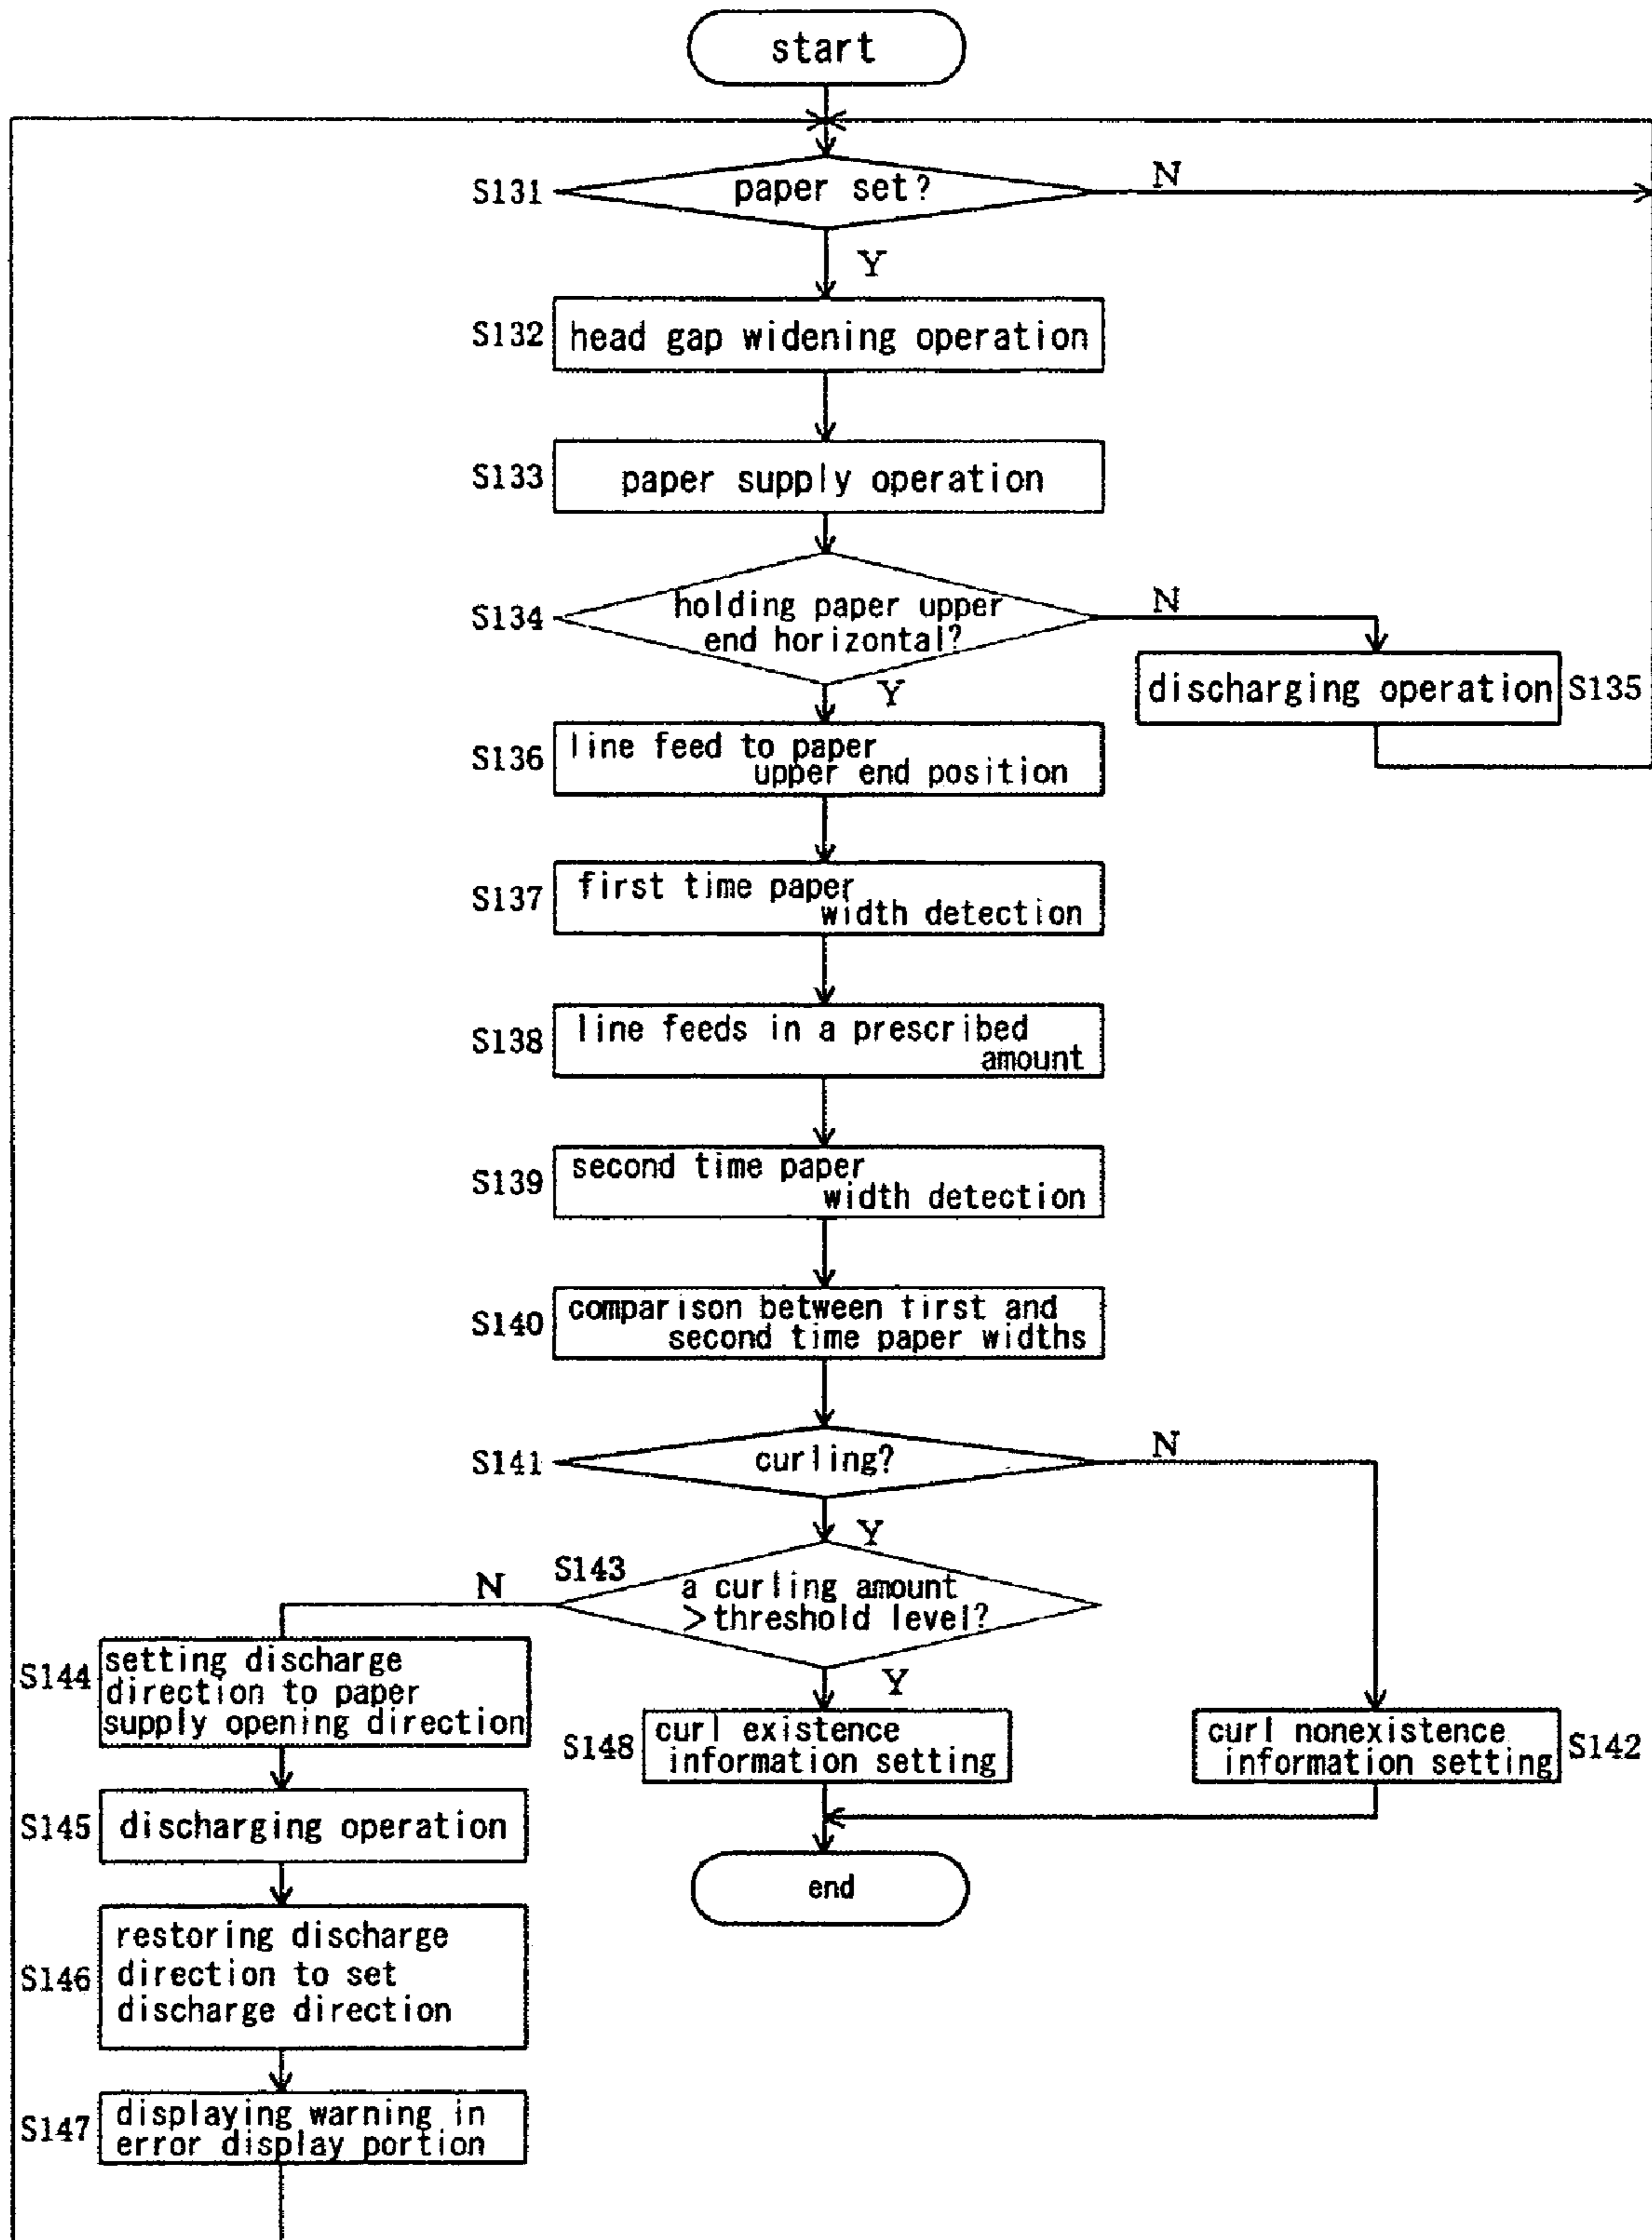 start
S131
paper set?
N
Y
S132
head gap widening operation
S133
paper supply operation
S134
holding paper upper
end horizontal?
N
Y
discharging operation
S135
S136
line feed to paper
upper end position
S137
first time paper
width detection
S138
line feeds in a prescribed
amount
S139
second time paper
width detection
S140
comparison between first and
second time paper widths
S141
curling?
N
Y
S143
a curling amount
>threshold level?
N
Y
S144
setting discharge
direction to paper
supply opening direction
S148
curl existence
information setting
curl nonexistence
information setting
S142
S145
discharging operation
end
S146
restoring discharge
direction to set
discharge direction
S147
displaying warning in
error display portion